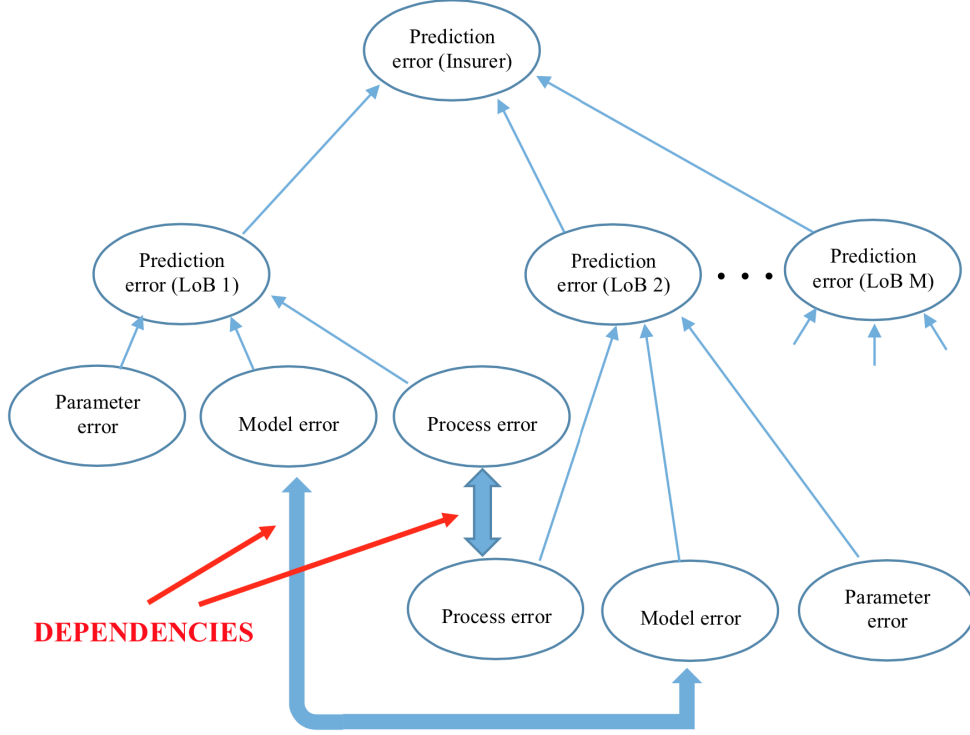 Prediction
error (Insurer)
Prediction
error (LoB 1)
Prediction
error (LoB 2)
. . .
Prediction
error (LoB M)
Parameter
error
Model error
Process error
DEPENDENCIES
Process error
Model error
Parameter
error